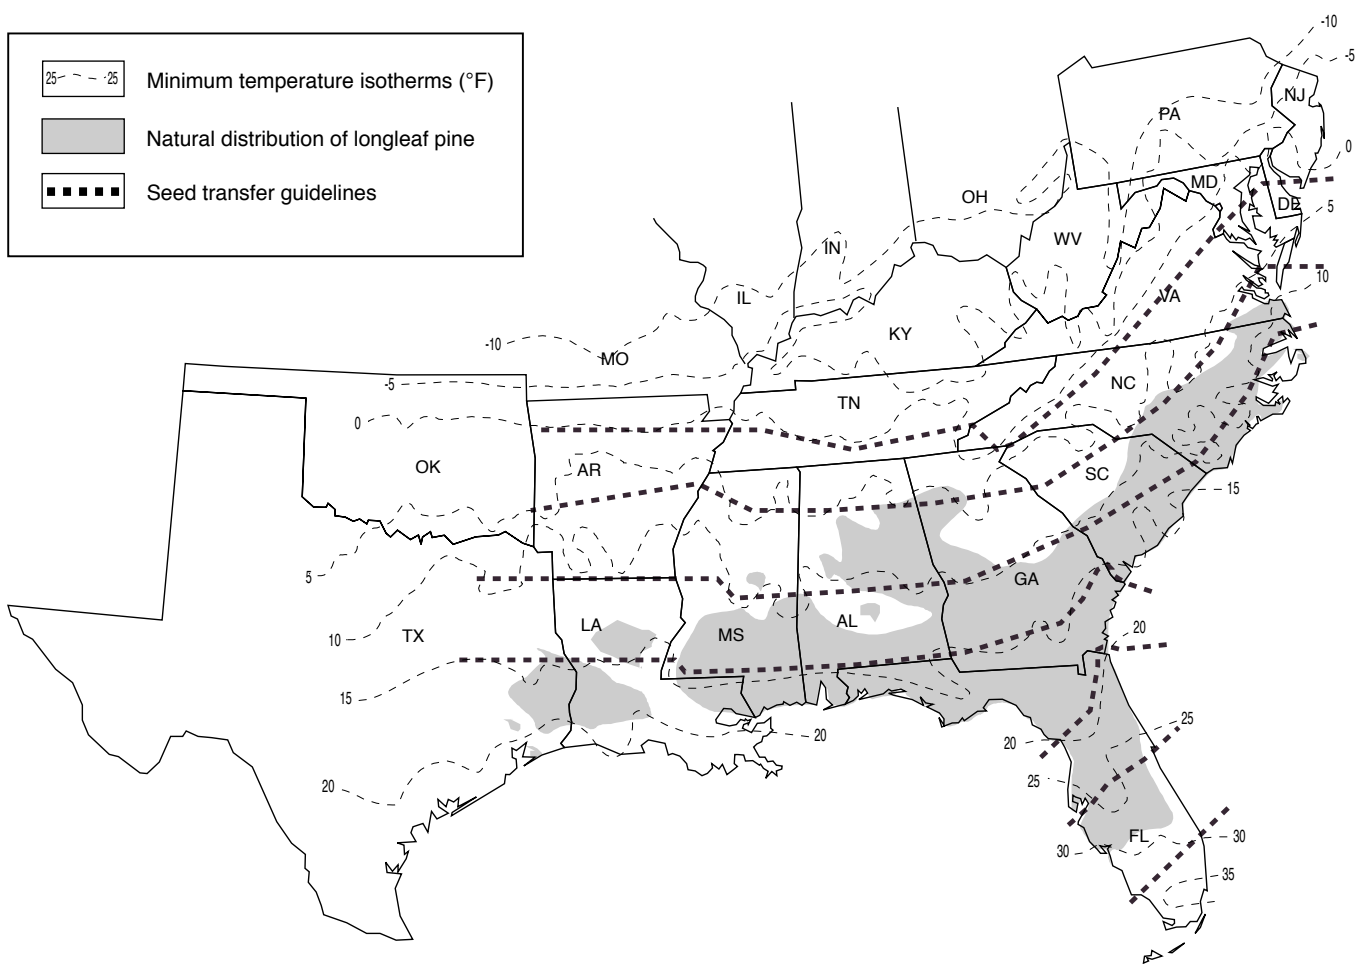 25 25 Minimum temperature isotherms (°F)
Natural distribution of longleaf pine
Seed transfer guidelines
-10
-5
NJ
PA
0
MD
OH
DE
5
WV
IN
10
IL
VA
KY
-10
MO
-5
NC
TN
0
OK
AR
SC
15
5
GA
LA
AL
20
10
TX
MS
15
25
20
20
25
20
FL
30
30
35